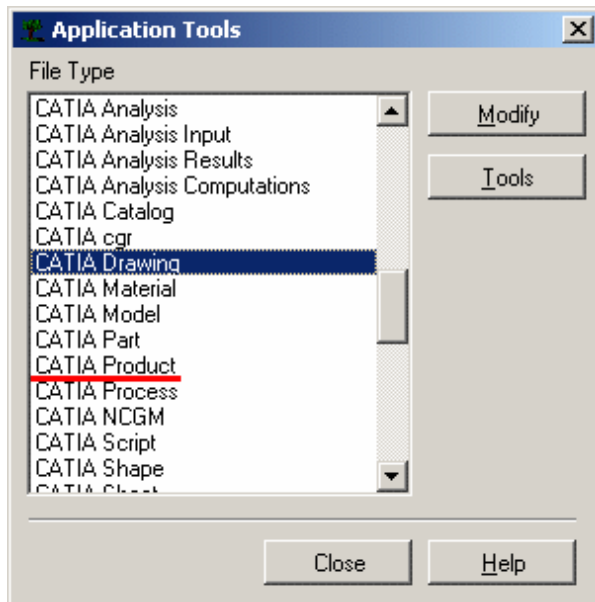 Application Tools
File Type
CATIA Analysis
CATIA Analysis Input
CATIA Analysis Results
CATIA Analysis Computations
CATIA Catalog
CATIA cgr
CATIA Drawing
CATIA Material
CATIA Model
CATIA Part
CATIA Product
CATIA Process
CATIA NCGM
CATIA Script
CATIA Shape
CATIA
Modify
Tools
Close
Help